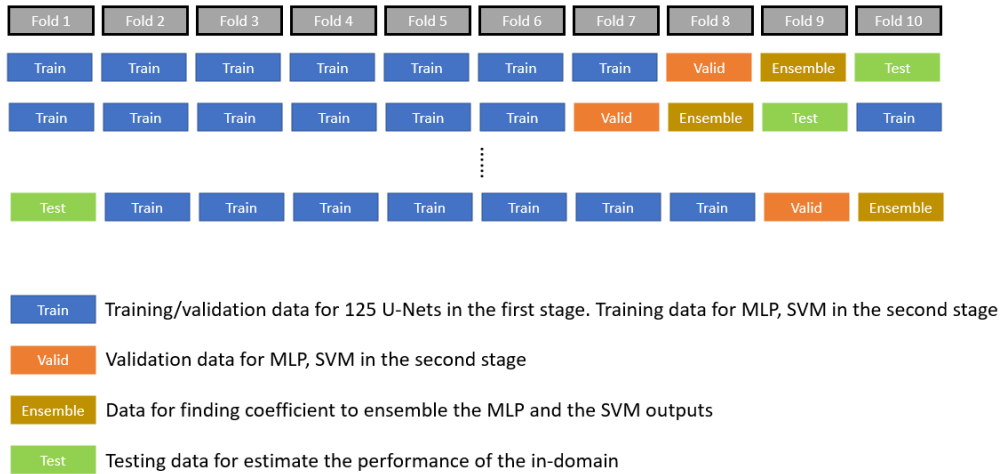 Fold 1 Fold 2 Fold 3 Fold 4 Fold 5 Fold 6 Fold 7 Fold 8 Fold 9 Fold 10
Train Train Train Train Train Train Train Valid Ensemble Test
Train Train Train Train Train Train Valid Ensemble Test Train
Test Train Train Train Train Train Train Train Valid Ensemble
Train Training/validation data for 125 U-Nets in the first stage. Training data for MLP, SVM in the second stage
Valid Validation data for MLP, SVM in the second stage
Ensemble Data for finding coefficient to ensemble the MLP and the SVM outputs
Test Testing data for estimate the performance of the in-domain